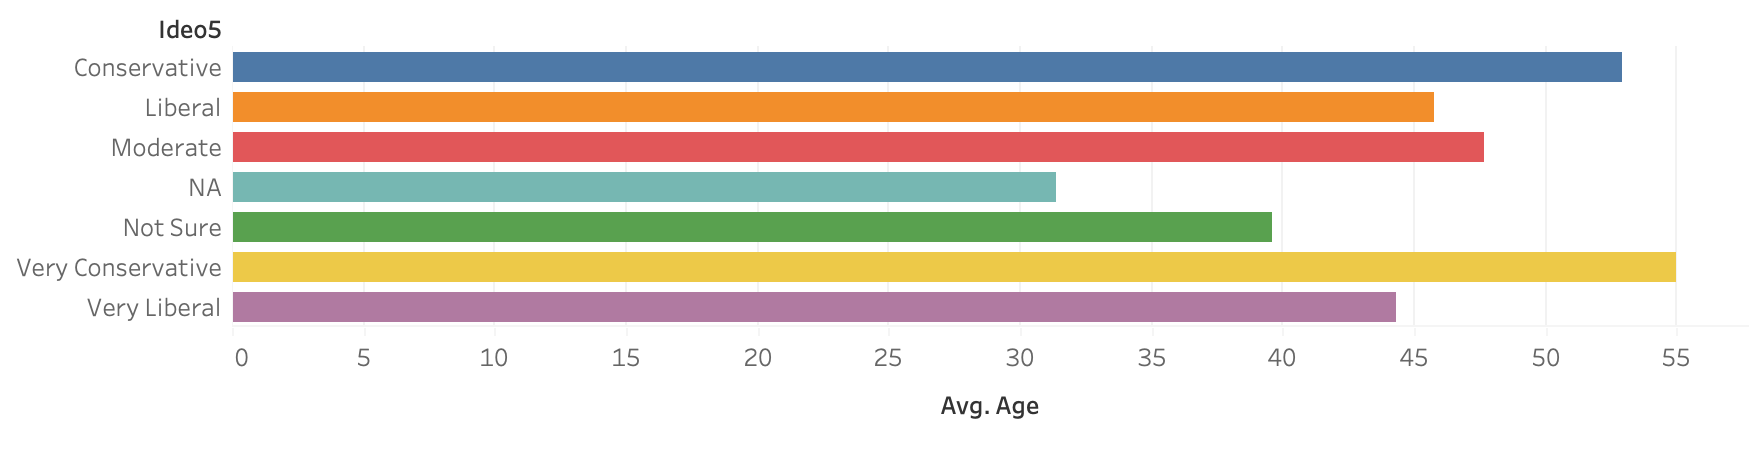 Ideo5
Conservative
Liberal
Moderate
NA
Not Sure
Very Conservative
Very Liberal
0 5 10 15 20 25 30 35 40 45 50 55
Avg. Age